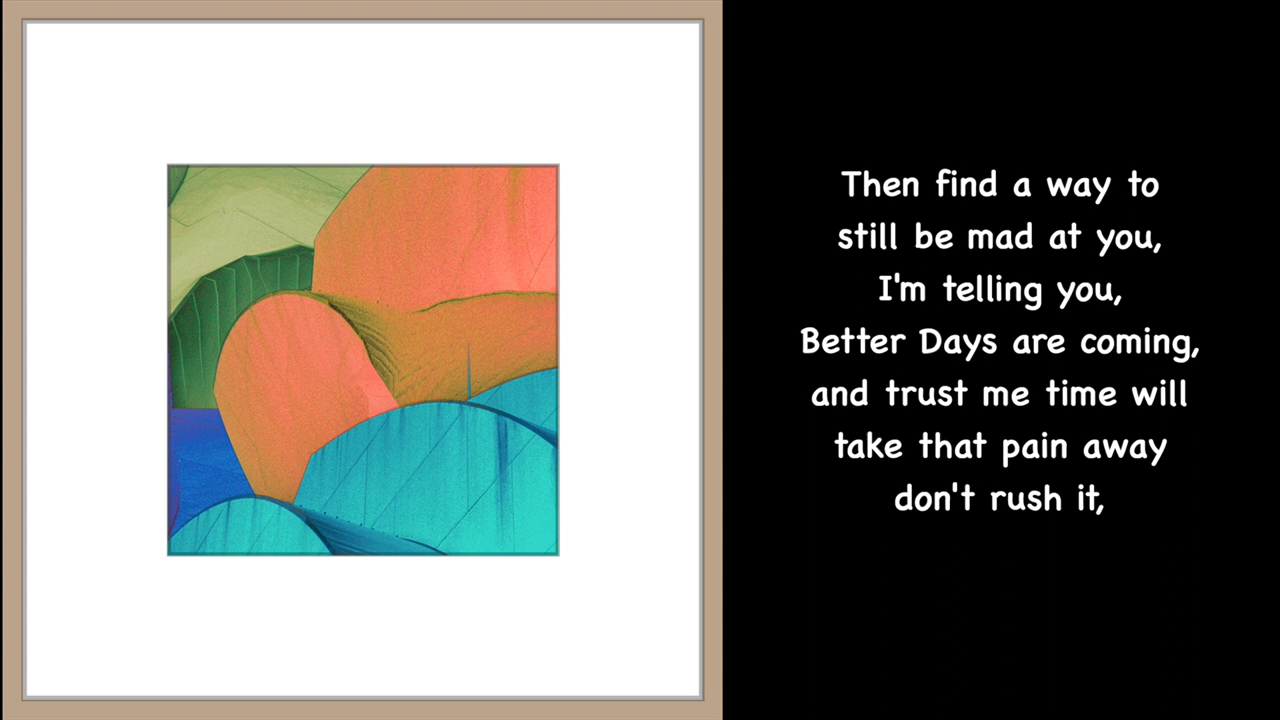 Then find a way to
still be mad at you,
I'm telling you,
Better Days are coming,
and trust me time will
take that pain away
don't rush it,